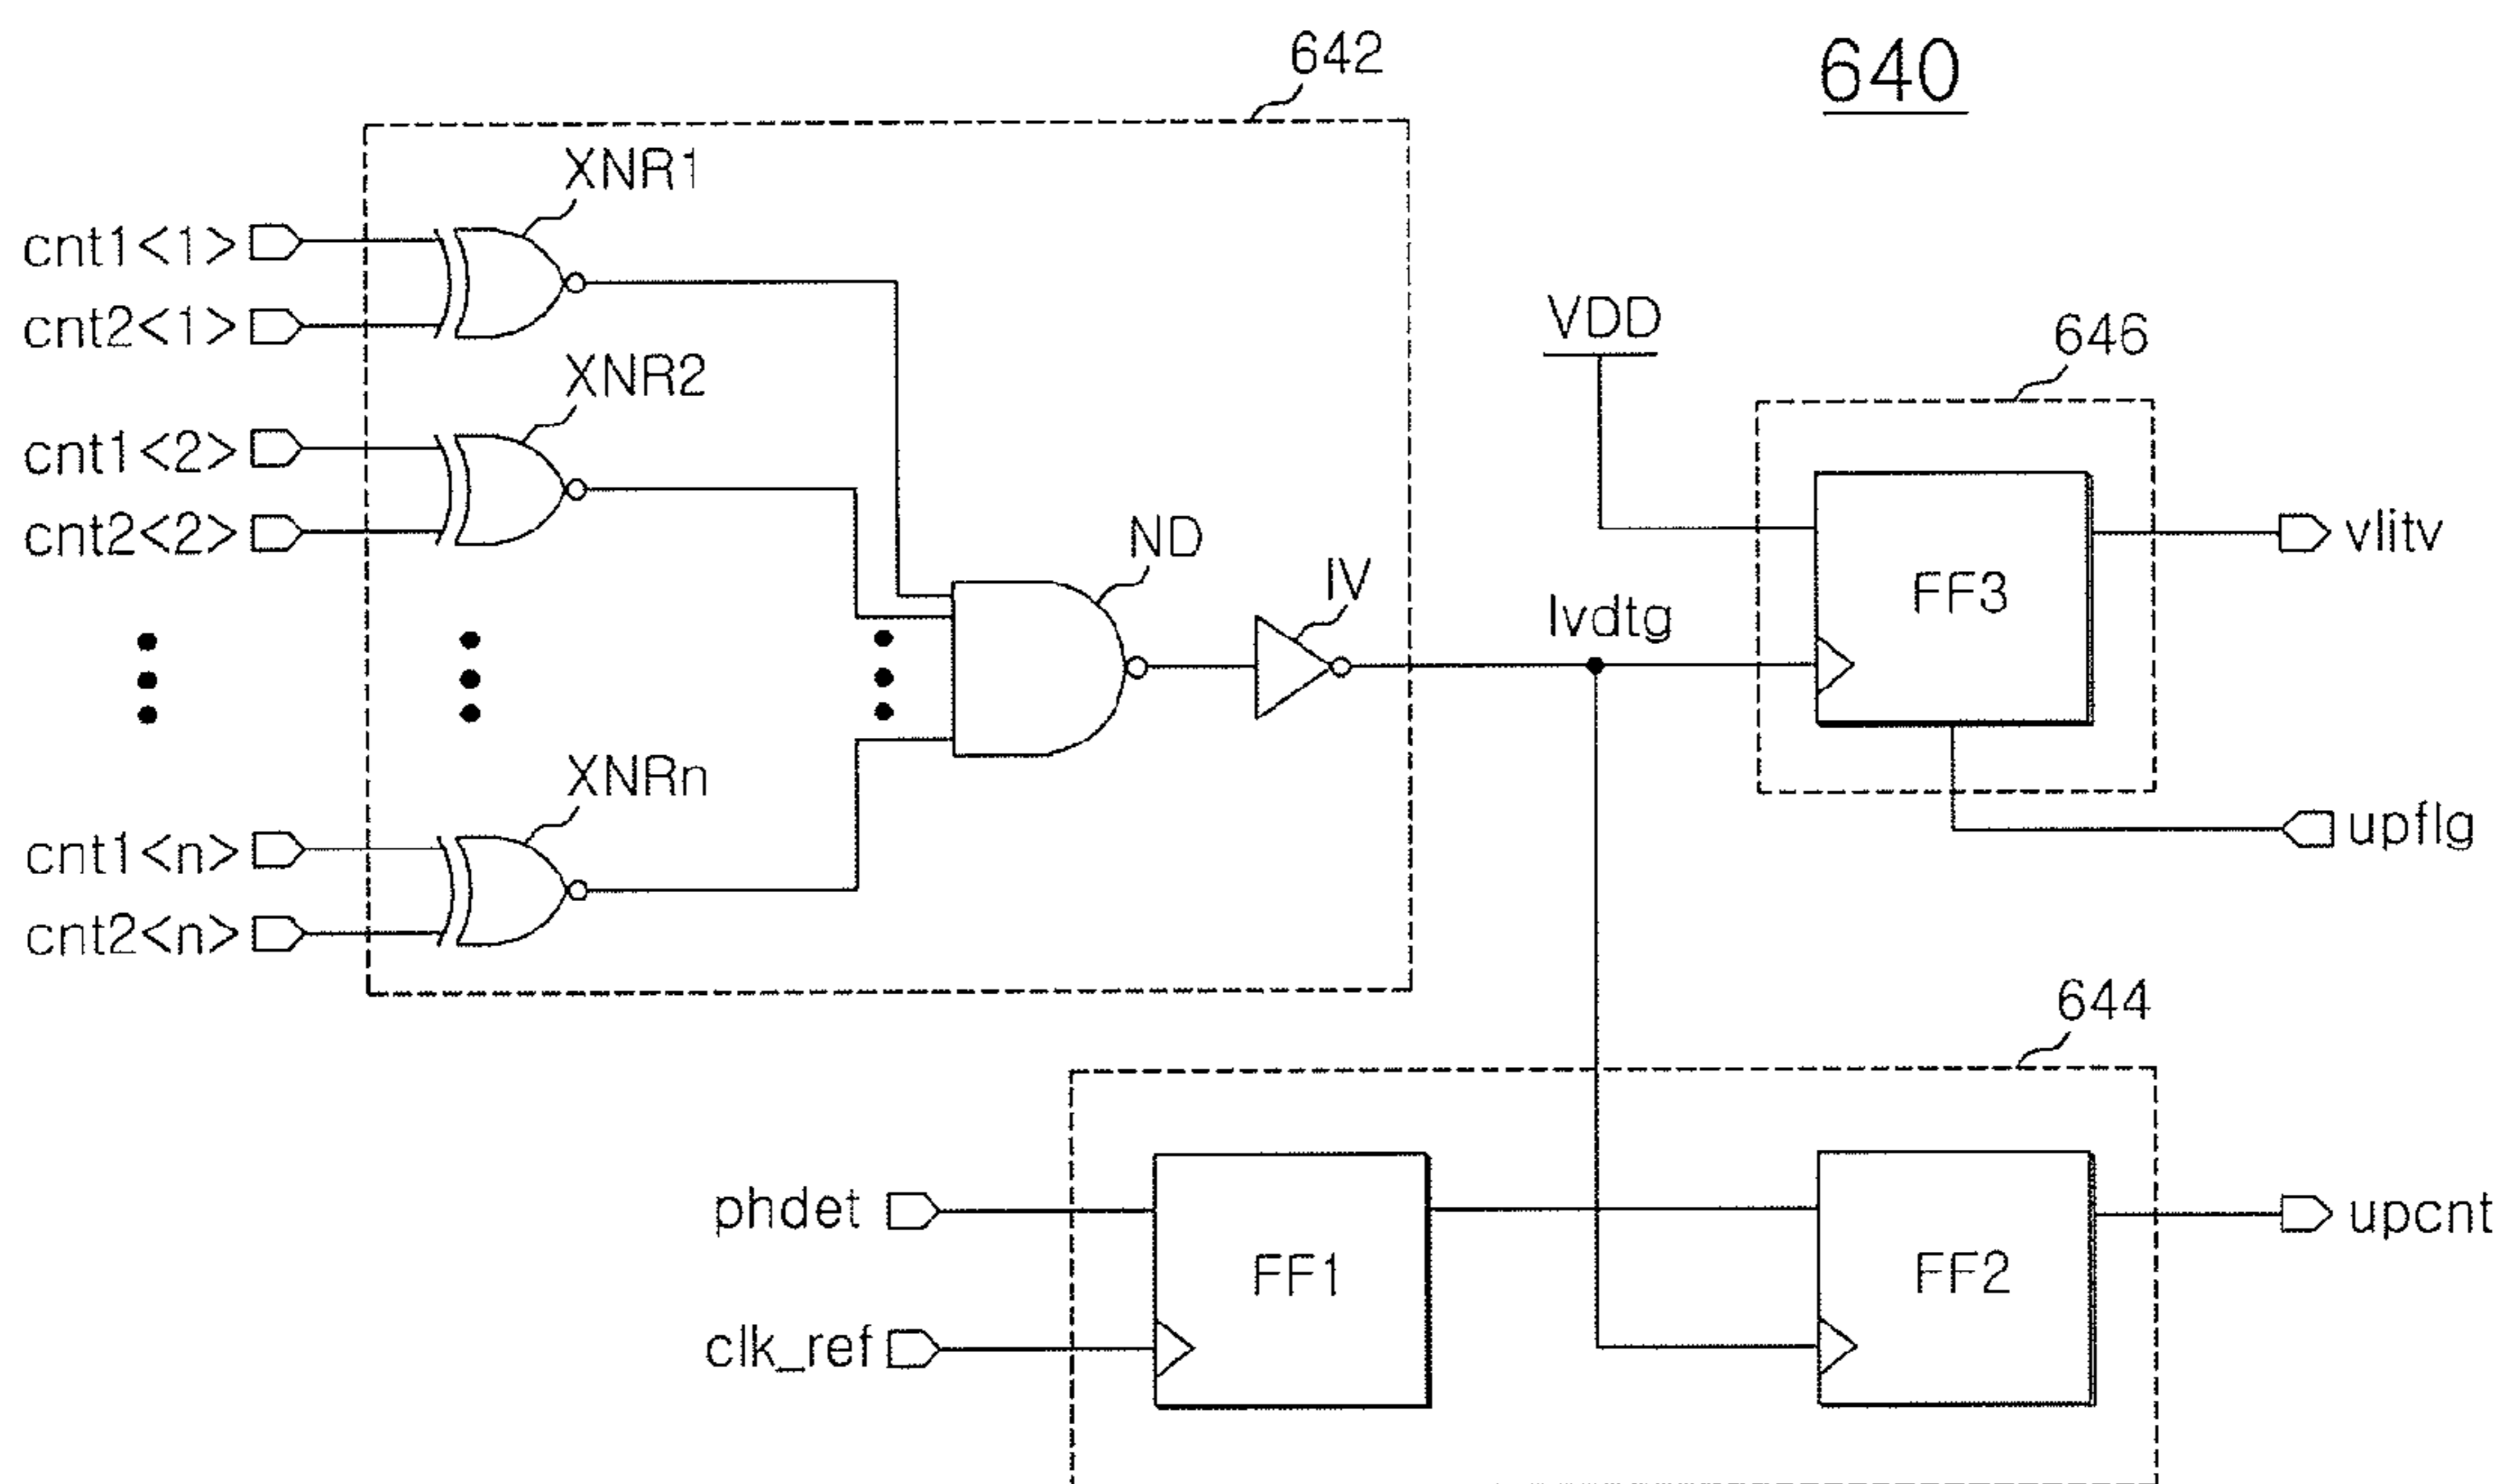 642
640
XNR1
cnt1<1>
cnt2<1>
VDD
646
XNR2
cnt1<2>
cnt2<2>
ND
IV
lvdtg
FF3
vlitv
XNRn
upflg
cnt1<n>
cnt2<n>
644
phdet
FF1
FF2
upcnt
clk_ref